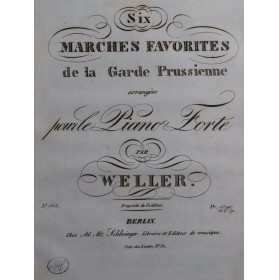 Six
MARCHES FAVORITES
de la Garde Prussienne
arrangées
pour le Piano Forté
PAR
WELLER.
Propriété de l'editeur.
BERLIN,
Chez Ad. Mt. Schlesinger Libraire et Editeur de musique.